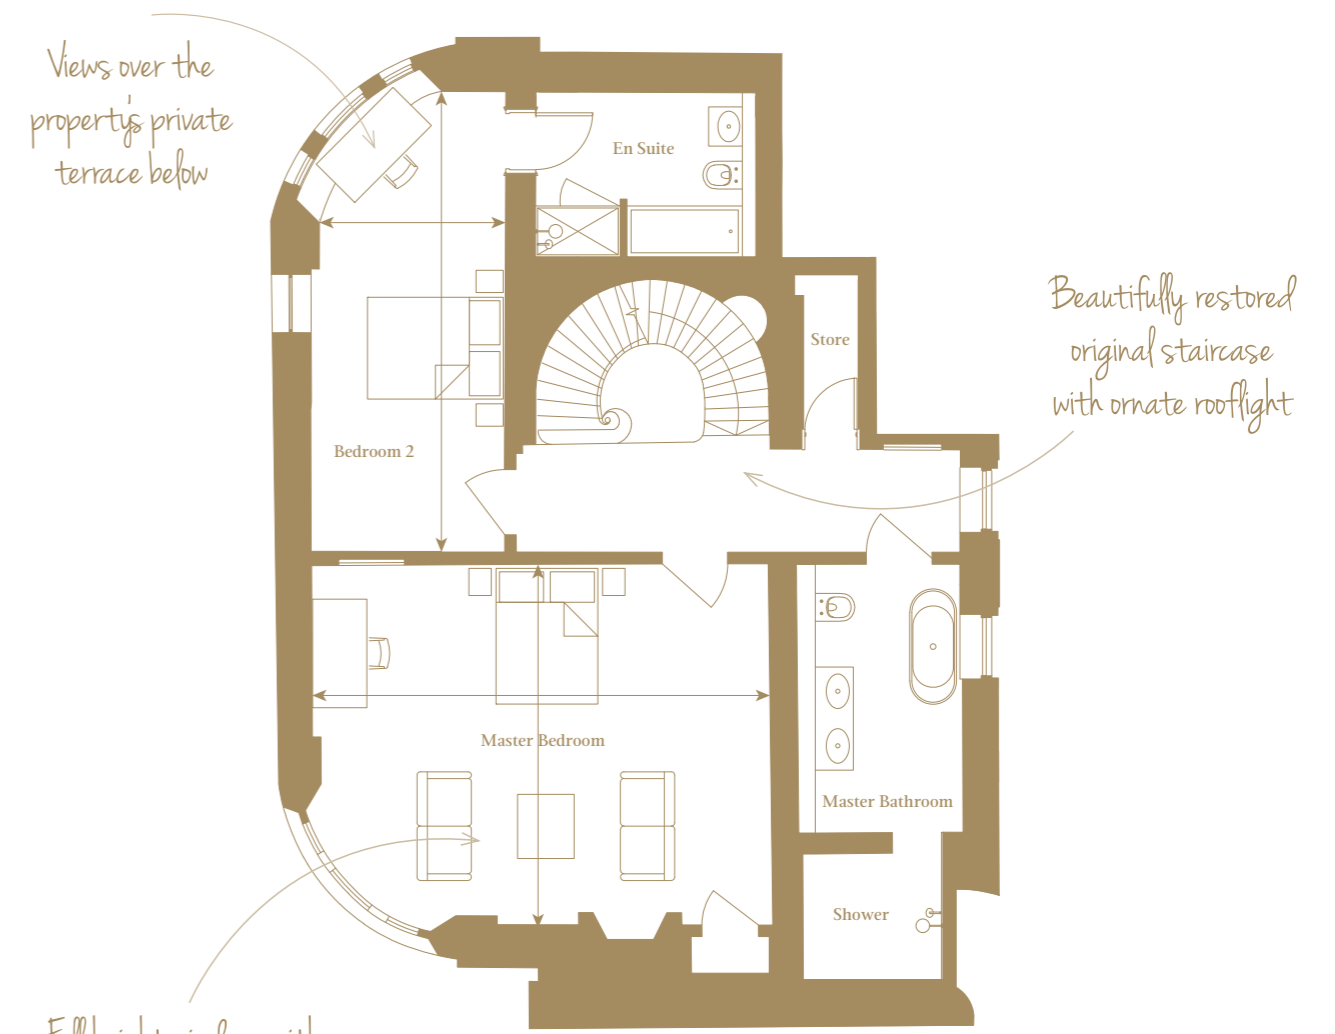 Views over the
property's private
terrace below
En Suite
Store
Beautifully restored
original staircase
with ornate rooflight
Bedroom 2
Master Bedroom
Master Bathroom
Shower